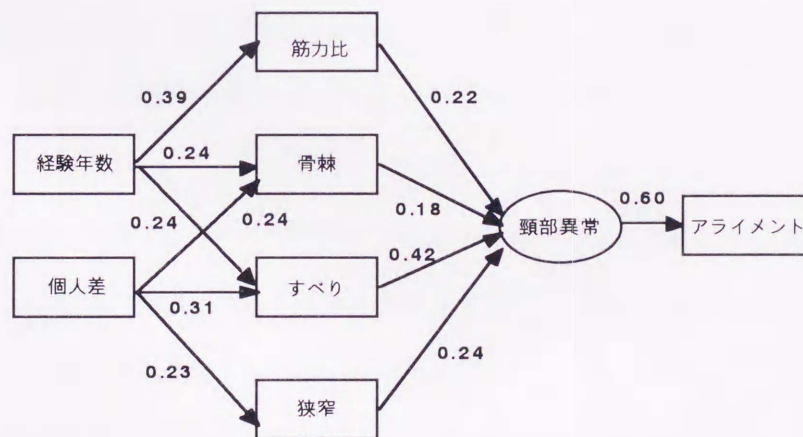 筋力比
0.39
0.22
経験年数
0.24
骨棘
0.18
0.24
0.24
頸部異常
0.60
アライメント
0.42
個人差
0.31
すべり
0.23
0.24
狭窄